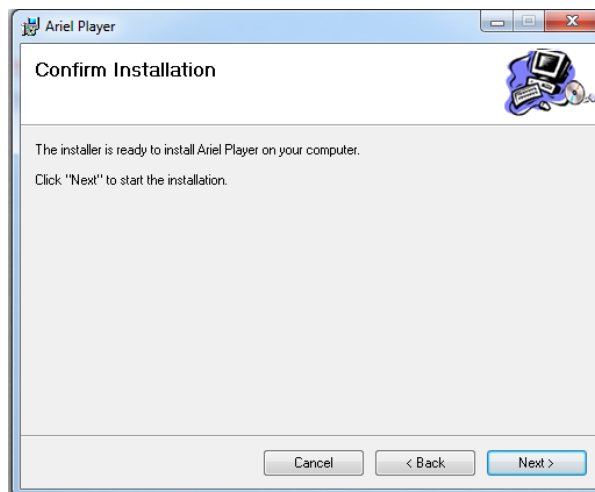 Ariel Player
Confirm Installation
The installer is ready to install Ariel Player on your computer.
Click "Next" to start the installation.
Cancel
< Back
Next >